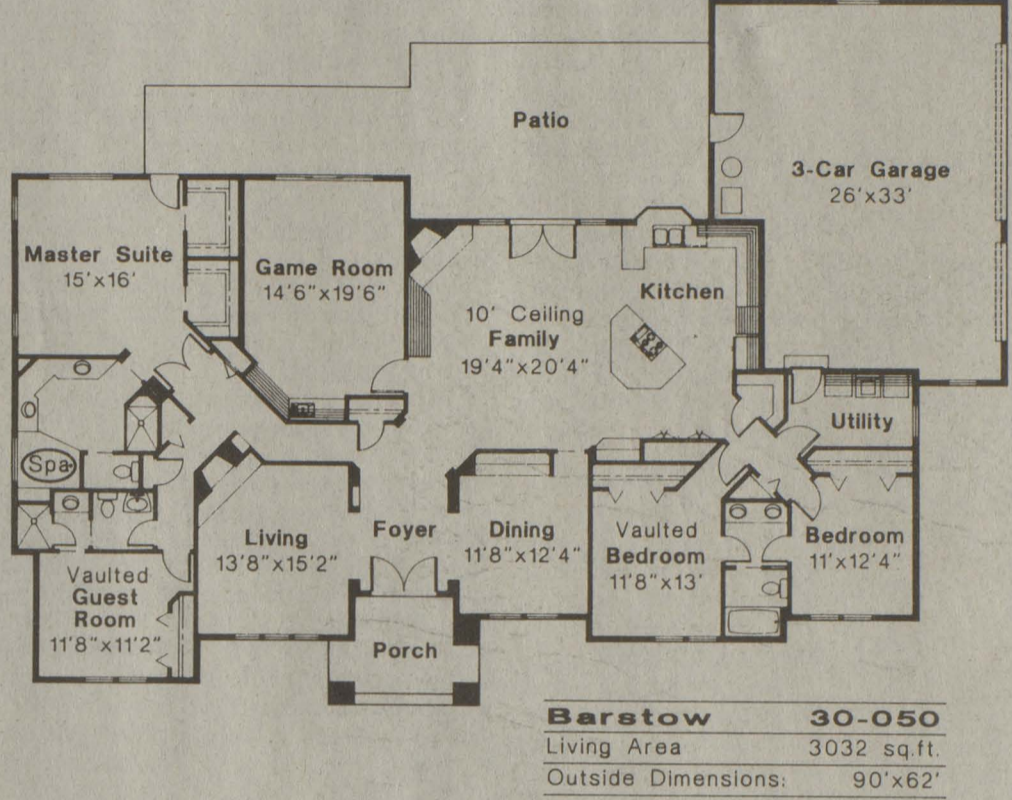 Patio
3-Car Garage
26'x33'
Master Suite
15'x16'
Game Room
14'6"x19'6"
Kitchen
10' Ceiling
Family
19'4"x20'4"
Utility
Spa
Living
13'8"x15'2"
Foyer
Dining
11'8"x12'4"
Vaulted
Bedroom
11'8"x13'
Bedroom
11'x12'4"
Vaulted
Guest
Room
11'8"x11'2"
Porch
Barstow 30-050
Living Area 3032 sq.ft.
Outside Dimensions: 90'x62'